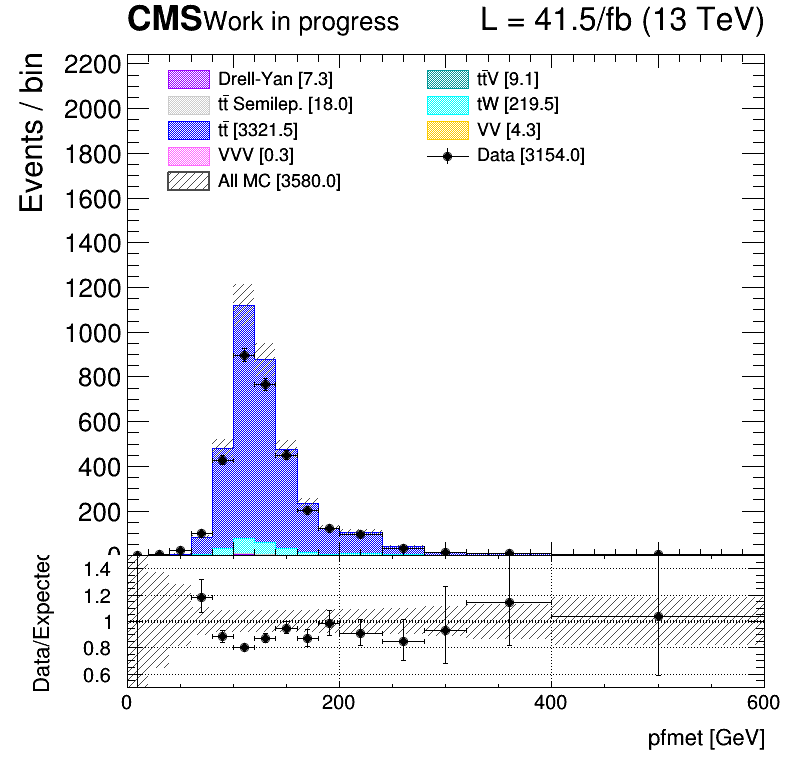 CMS Work in progress L = 41.5/fb (13 TeV)
Events / bin
Drell-Yan [7.3]
tt̄ Semilep. [18.0]
tt̄ [3321.5]
VVV [0.3]
All MC [3580.0]
tt̄V [9.1]
tW [219.5]
VV [4.3]
Data [3154.0]
2200
2000
1800
1600
1400
1200
1000
800
600
400
200
0
Data/Expected
1.4
1.2
1
0.8
0.6
0 200 400 600
pfmet [GeV]